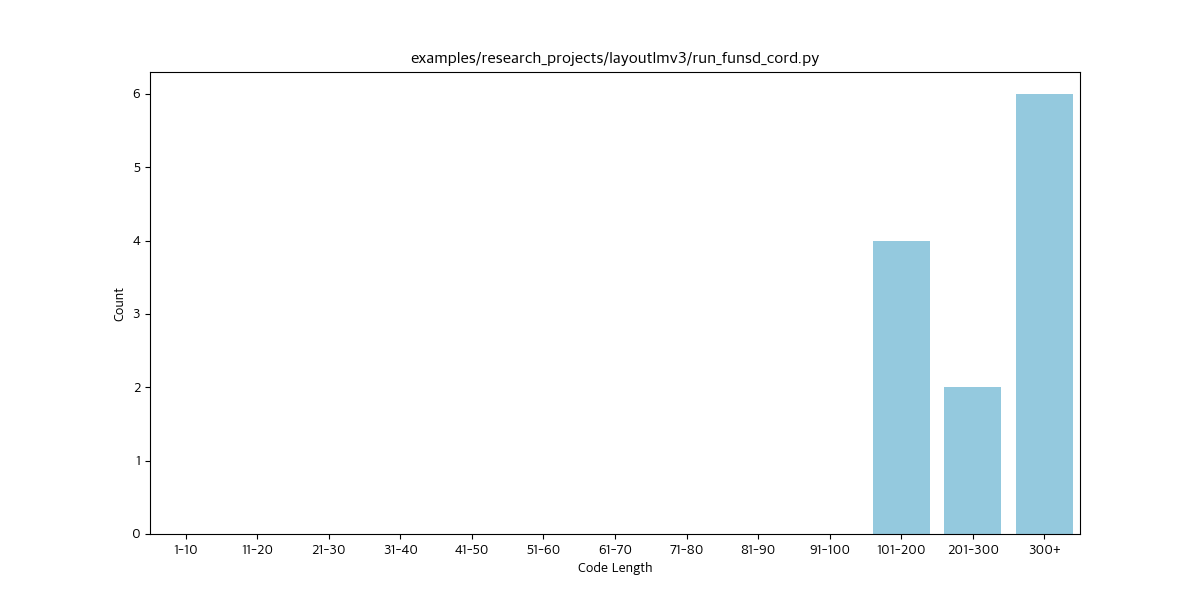 examples/research_projects/layoutlmv3/run_funsd_cord.py
6
5
4
3
2
1
0
Count
1-10 11-20 21-30 31-40 41-50 51-60 61-70 71-80 81-90 91-100 101-200 201-300 300+
Code Length